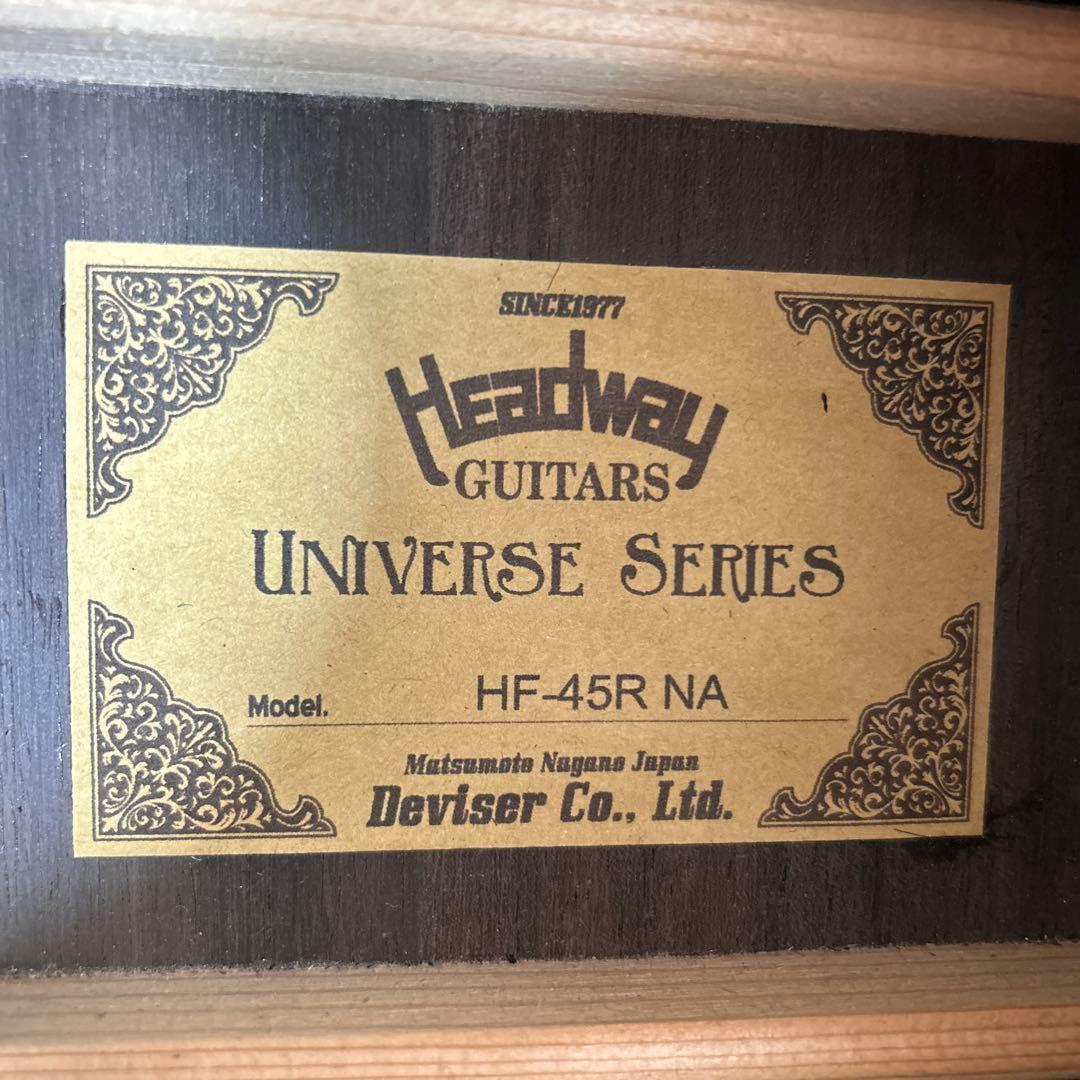 SINCE1977
Headway
GUITARS
UNIVERSE SERIES
Model. HF-45R NA
Matsumoto Nagano Japan
Deviser Co., Ltd.